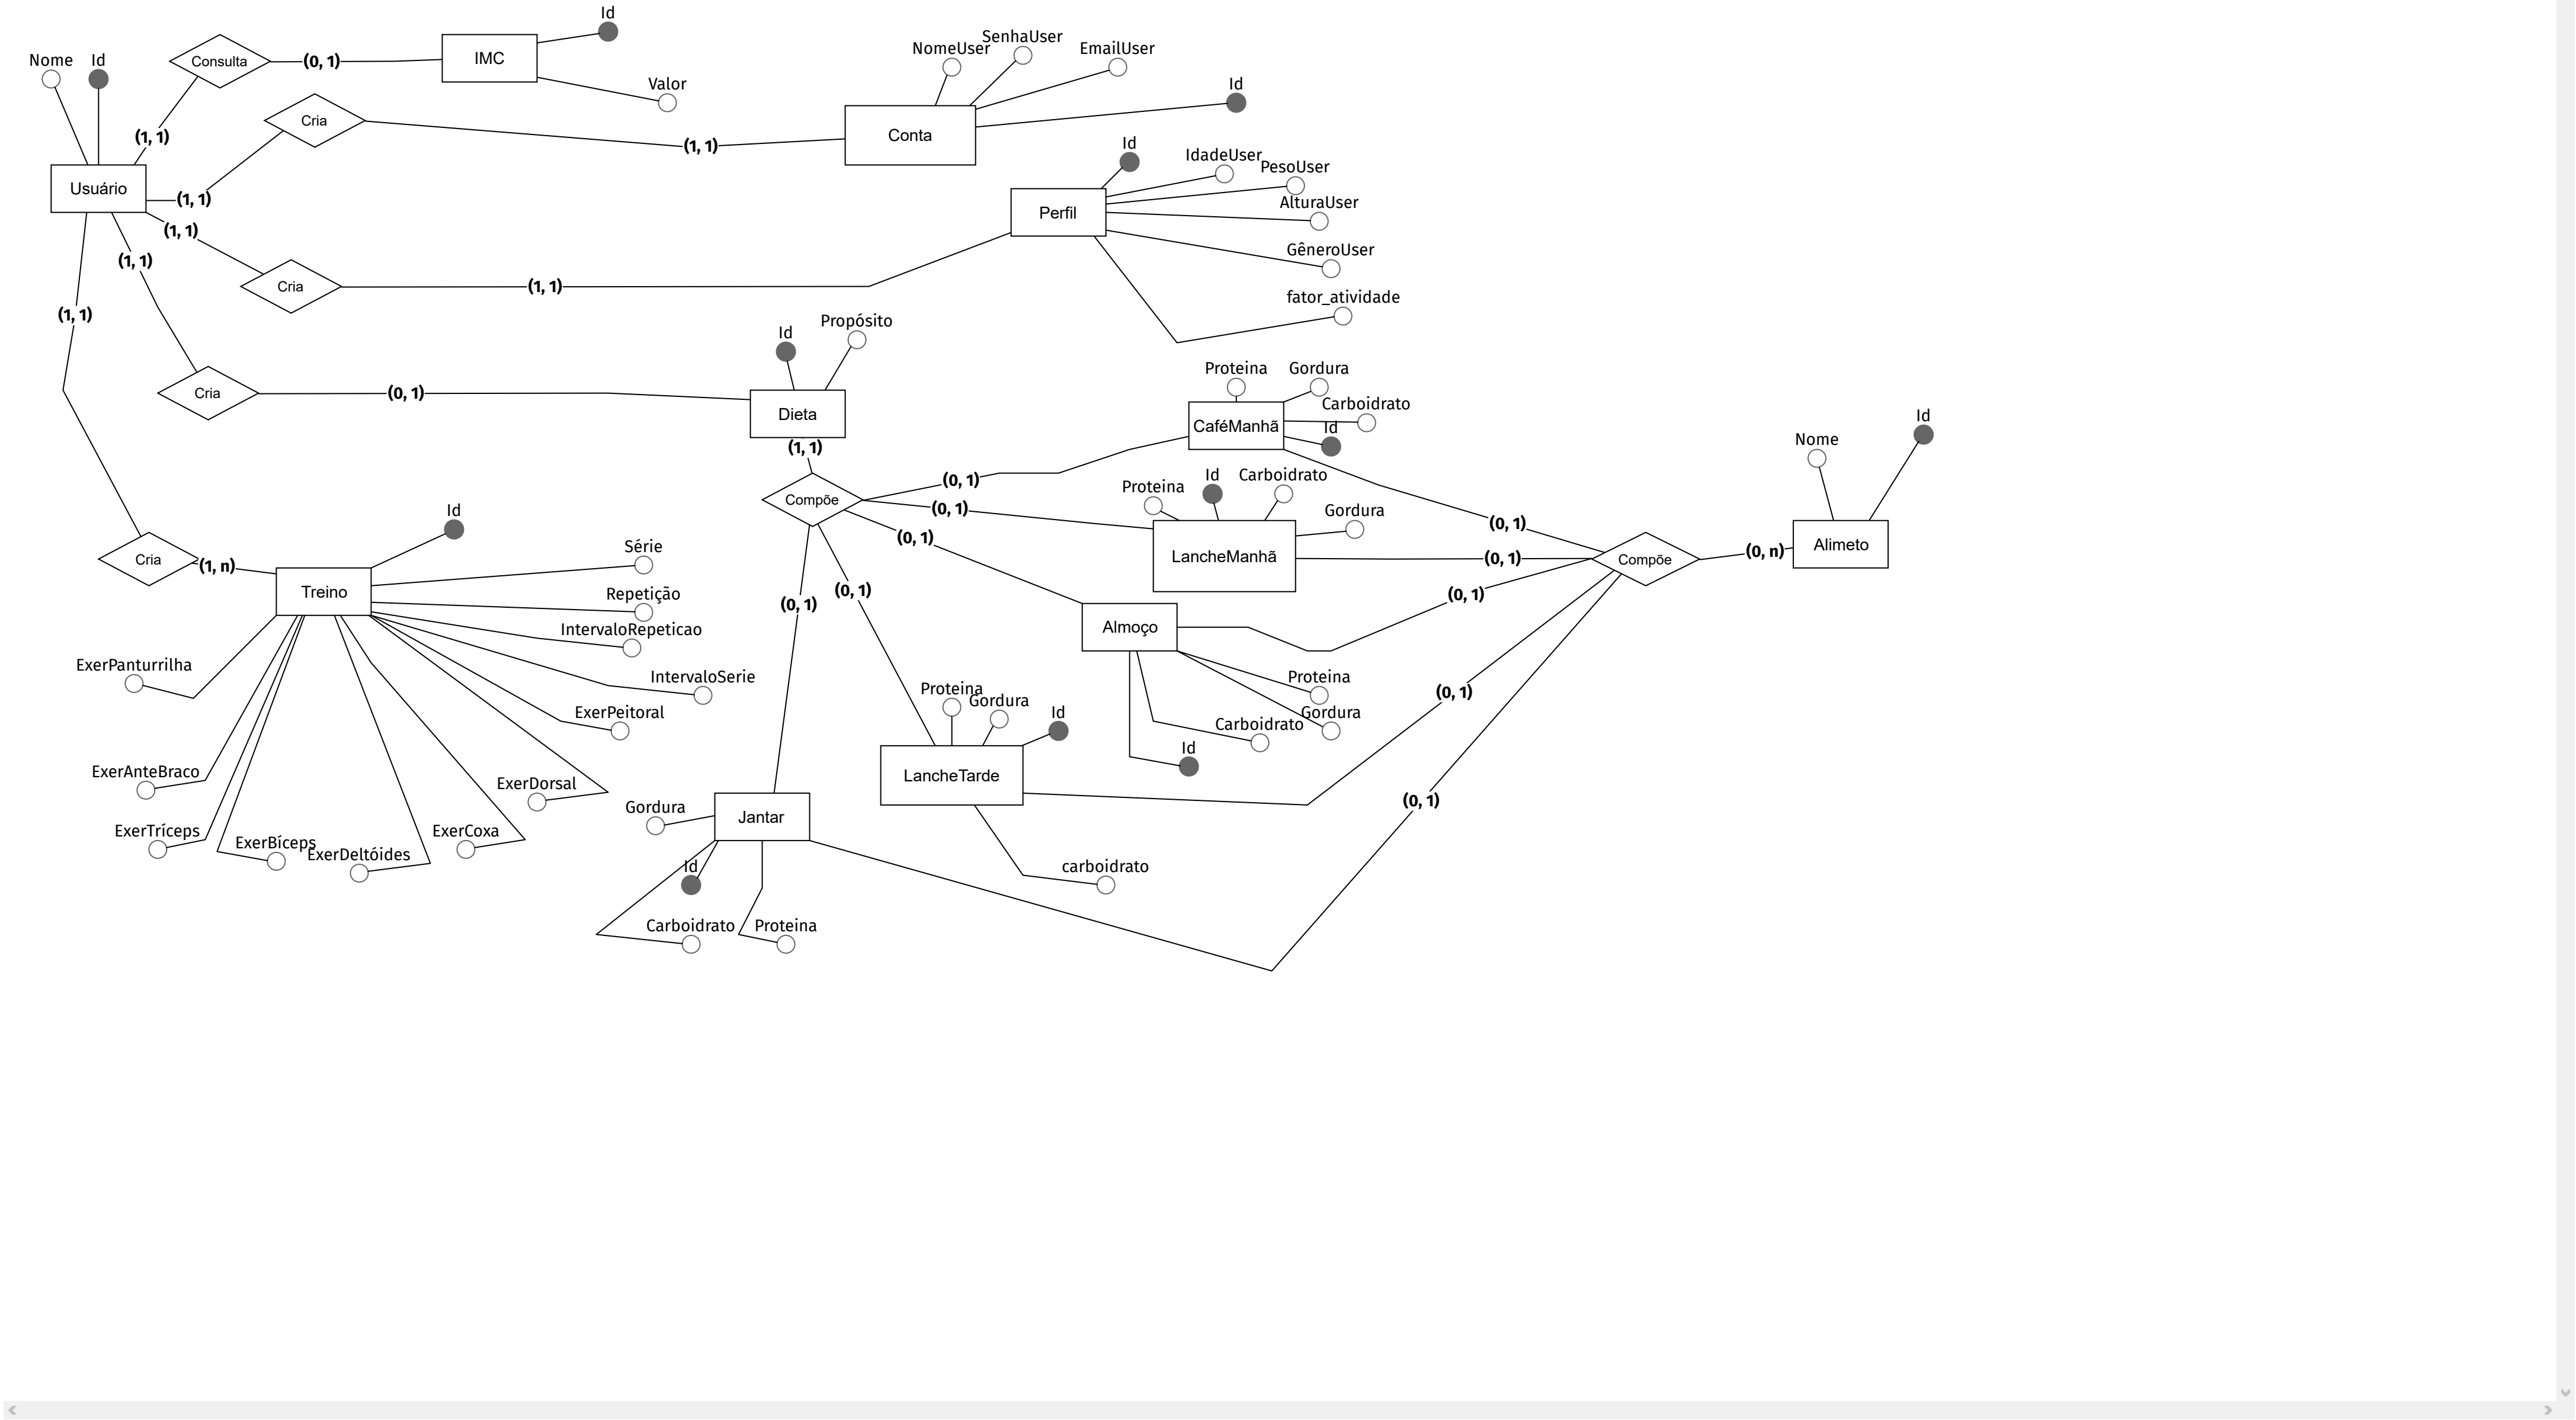 Id
Nome
Id
Consulta
(0, 1)
IMC
Valor
(1, 1)
NomeUser
SenhaUser
EmailUser
Id
Cria
(1, 1)
Conta
Usuário
(1, 1)
Id
IdadeUser
PesoUser
AlturaUser
GêneroUser
fator_atividade
Perfil
(1, 1)
Cria
(1, 1)
(1, 1)
(1, 1)
Id
Propósito
Cria
(0, 1)
Dieta
(1, 1)
Compõe
Proteina
Gordura
Carboidrato
Id
CaféManhã
(0, 1)
Proteina
Id
Carboidrato
Gordura
LancheManhã
(0, 1)
(0, 1)
(0, 1)
(0, 1)
Nome
Id
Alimeto
(0, n)
Compõe
(0, 1)
(0, 1)
(0, 1)
(0, 1)
(0, 1)
Almoço
Proteina
Gordura
Carboidrato
Id
Cria
(1, n)
Id
Treino
Série
Repetição
IntervaloRepeticao
IntervaloSerie
ExerPeitoral
ExerDorsal
ExerCoxa
ExerDeltóides
ExerBíceps
ExerTríceps
ExerAnteBraco
ExerPanturrilha
Proteina
Gordura
Id
LancheTarde
carboidrato
Gordura
Jantar
Id
Carboidrato
Proteina